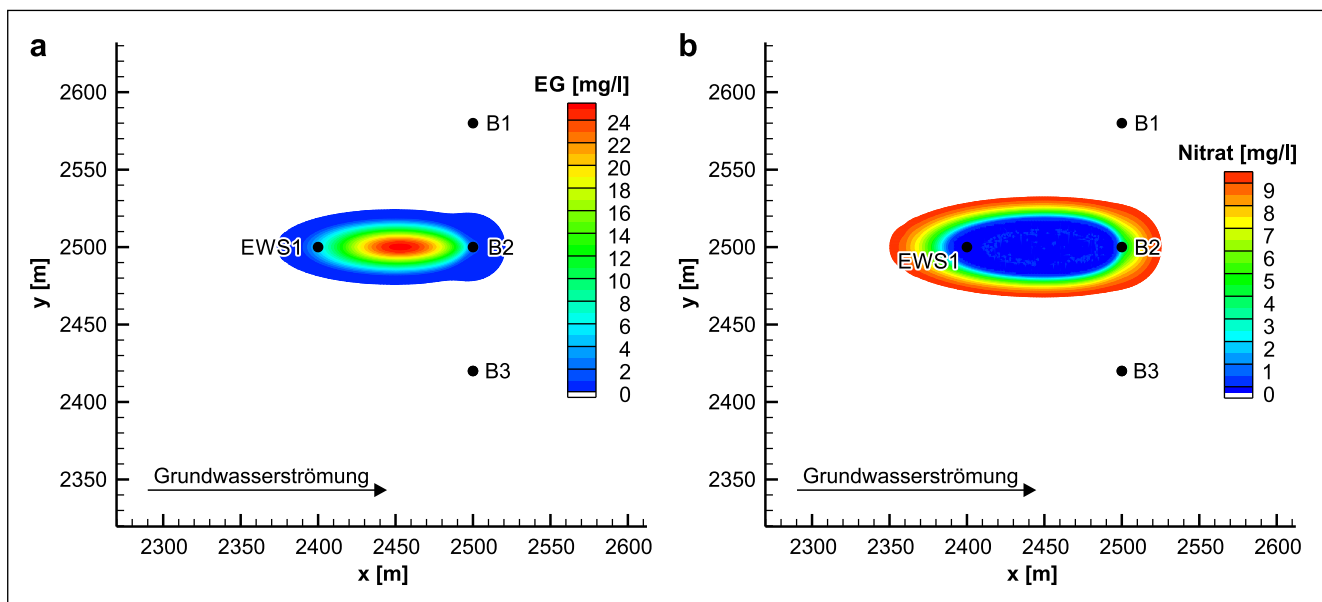 a
EG [mg/l]
24
22
20
18
16
14
12
10
8
6
4
2
0
2600
2550
2500
2450
2400
2350
y [m]
B1
EWS1
B2
B3
Grundwasserströmung
2300 2350 2400 2450 2500 2550 2600
x [m]
b
Nitrat [mg/l]
9
8
7
6
5
4
3
2
1
0
2600
2550
2500
2450
2400
2350
y [m]
B1
EWS1
B2
B3
Grundwasserströmung
2300 2350 2400 2450 2500 2550 2600
x [m]